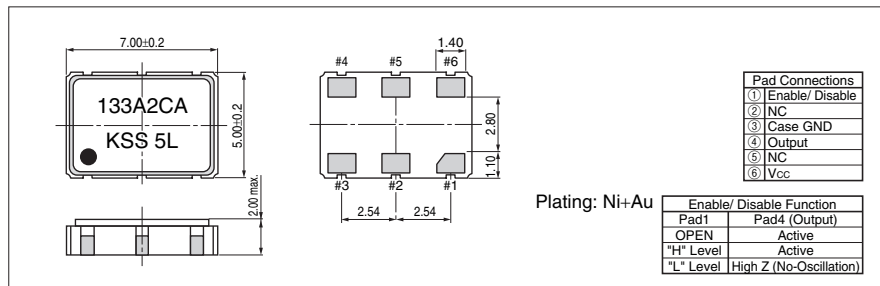 7.00±0.2
133A2CA
KSS 5L
5.00±0.2
2.00 max.
#4 #5 #6
1.40
2.80
1.10
#3 #2 #1
2.54 2.54
Plating: Ni+Au
Pad Connections
① Enable/ Disable
② NC
③ Case GND
④ Output
⑤ NC
⑥ Vcc
Enable/ Disable Function
Pad1 Pad4 (Output)
OPEN Active
"H" Level Active
"L" Level High Z (No-Oscillation)